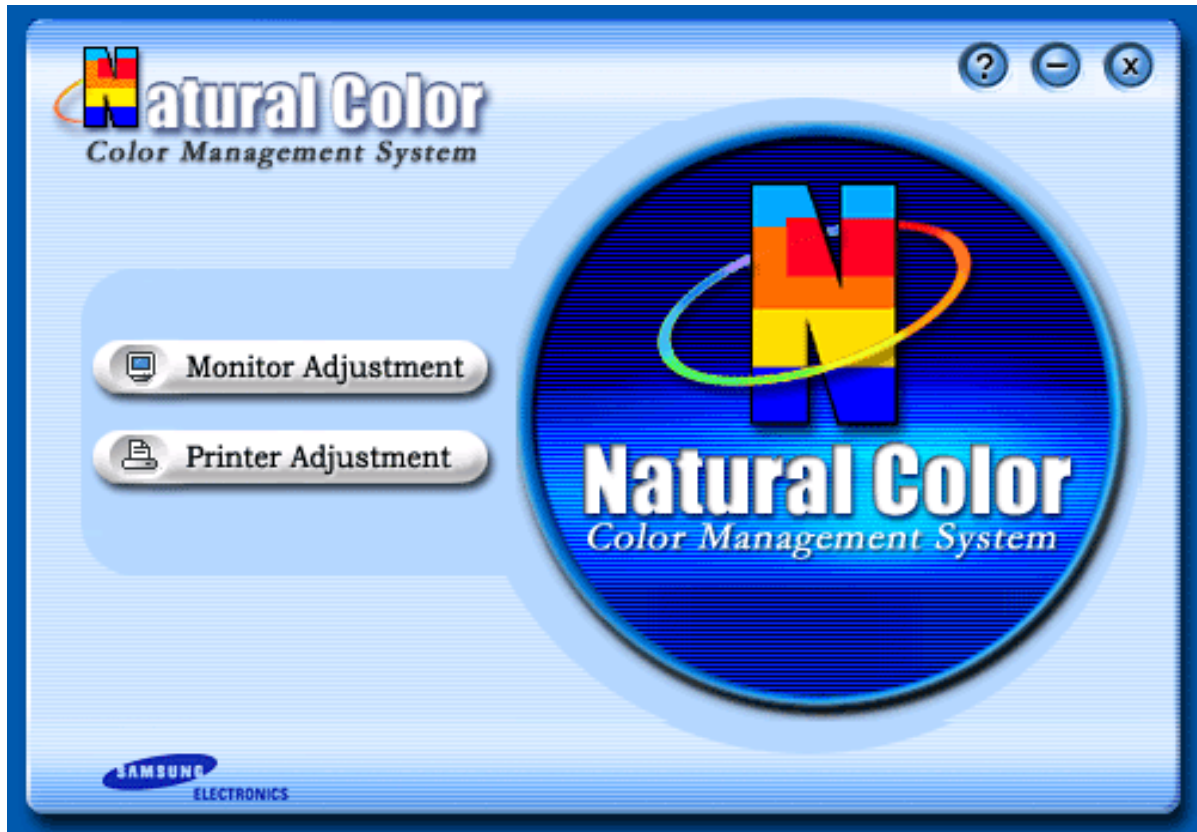 Natural Color
Color Management System
?
–
x
Monitor Adjustment
Printer Adjustment
N
Natural Color
Color Management System
SAMSUNG
ELECTRONICS